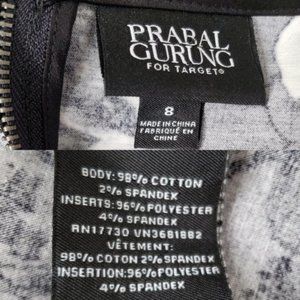 PRABAL
GURUNG
FOR TARGET®
8
MADE IN CHINA
FABRIQUÉ EN
CHINE
BODY: 98% COTTON
2% SPANDEX
INSERTS: 96% POLYESTER
4% SPANDEX
RN17730 VN3681882
VÊTEMENT:
98% COTON 2% SPANDEX
INSERTION: 96% POLYESTER
4% SPANDEX